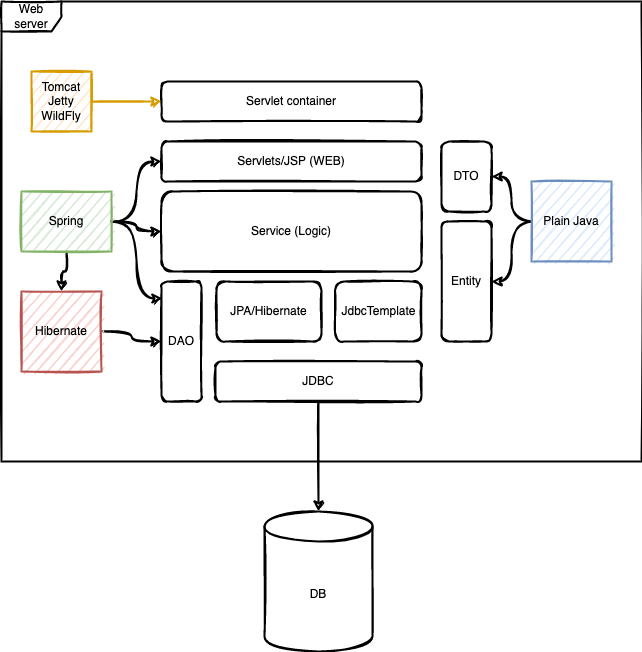 Web
server
Tomcat
Jetty
WildFly
Servlet container
Servlets/JSP (WEB)
DTO
Spring
Service (Logic)
Plain Java
Entity
Hibernate
DAO
JPA/Hibernate
JdbcTemplate
JDBC
DB